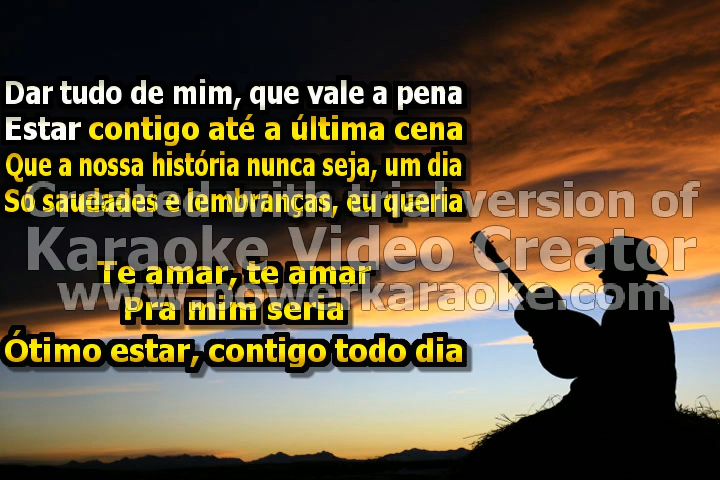 Dar tudo de mim, que vale a pena
Estar contigo até a última cena
Que a nossa história nunca seja, um dia
Só saudades e lembranças, eu queria
Created with trial version of
Karaoke Video Creator
Te amar, te amar
www.powerkaraoke.com
Pra mim seria
Ótimo estar, contigo todo dia